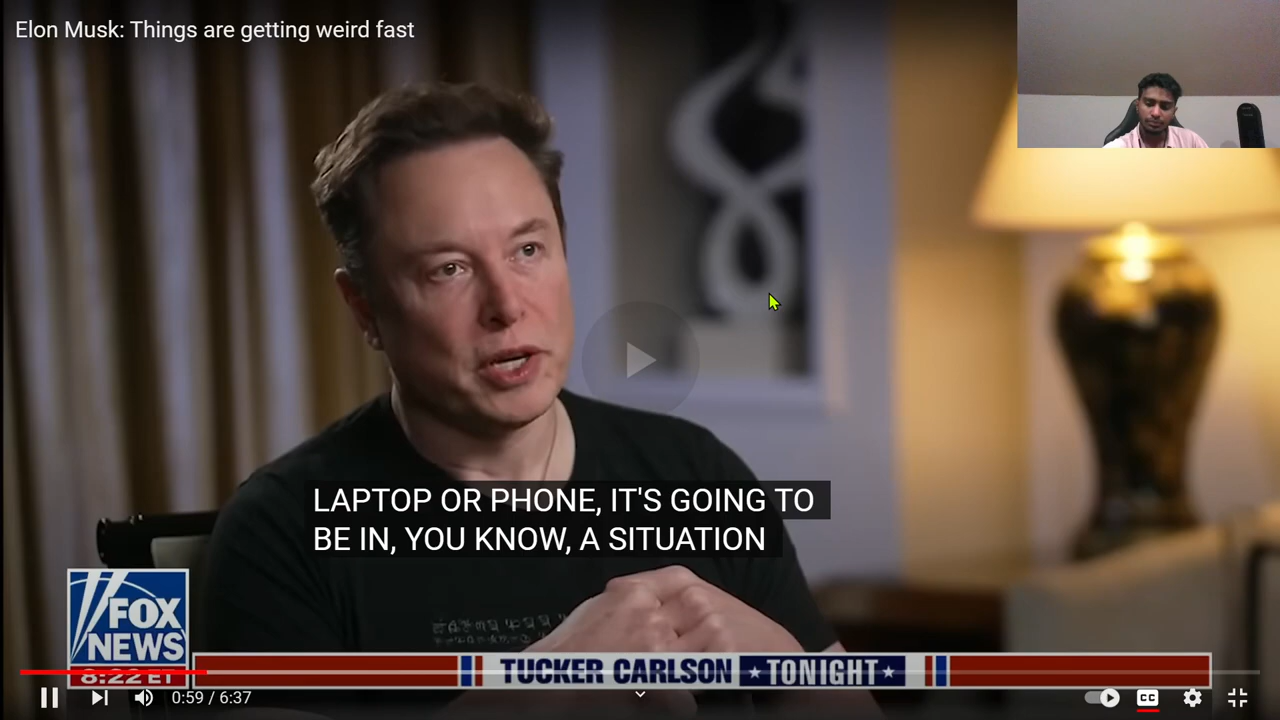 Elon Musk: Things are getting weird fast
LAPTOP OR PHONE, IT'S GOING TO
BE IN, YOU KNOW, A SITUATION
FOX
NEWS
8:22 ET
TUCKER CARLSON TONIGHT
0:59 / 6:37
CC